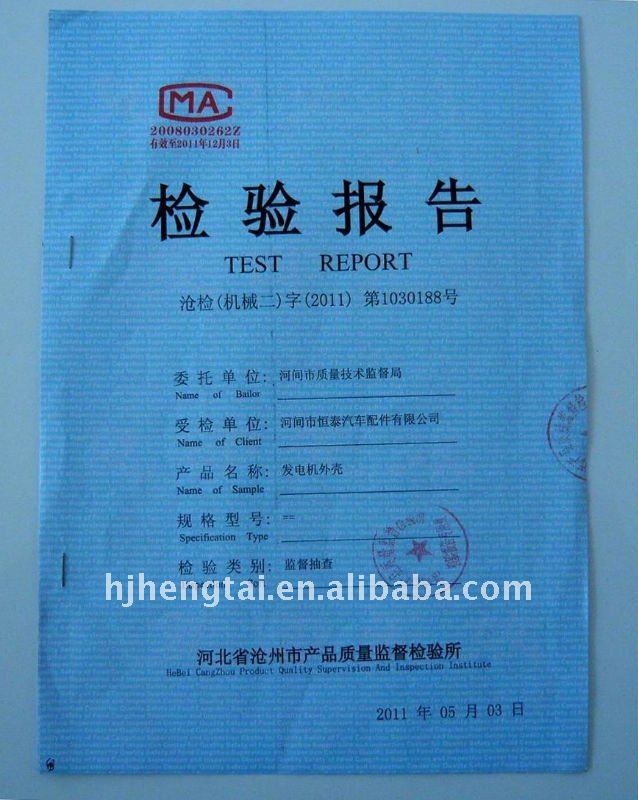 CMA
2008030262Z
有效至2011年12月3日
检验报告
TEST REPORT
沧检(机械二)字(2011) 第1030188号
委托单位: 河间市质量技术监督局
Name of Bailor
受检单位: 河间市恒泰汽车配件有限公司
Name of Client
产品名称: 发电机外壳
Name of Sample
规格型号: ==
Specification Type
检验类别: 监督抽查
hjhengtai.en.alibaba.com
河北省沧州市产品质量监督检验所
HeBei CangZhou Product Quality Supervision And Inspection Institute
2011 年 05 月 03 日